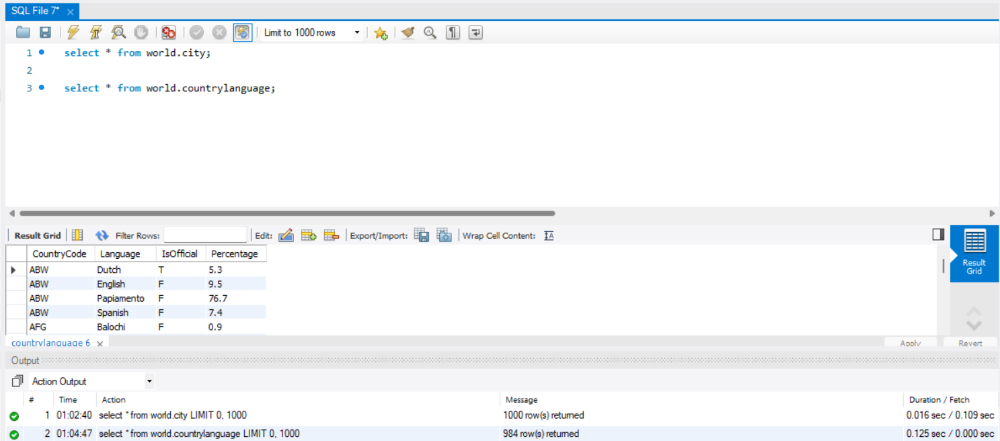 SQL File 7*
Limit to 1000 rows
1 select * from world.city;
2
3 select * from world.countrylanguage;
Result Grid Filter Rows: Edit: Export/Import: Wrap Cell Content:
Result
Grid
CountryCode Language IsOfficial Percentage
ABW Dutch T 5.3
ABW English F 9.5
ABW Papiamento F 76.7
ABW Spanish F 7.4
AFG Balochi F 0.9
countrylanguage 6 Apply Revert
Output
Action Output
# Time Action Message Duration / Fetch
1 01:02:40 select * from world.city LIMIT 0, 1000 1000 row(s) returned 0.016 sec / 0.109 sec
2 01:04:47 select * from world.countrylanguage LIMIT 0, 1000 984 row(s) returned 0.125 sec / 0.000 sec